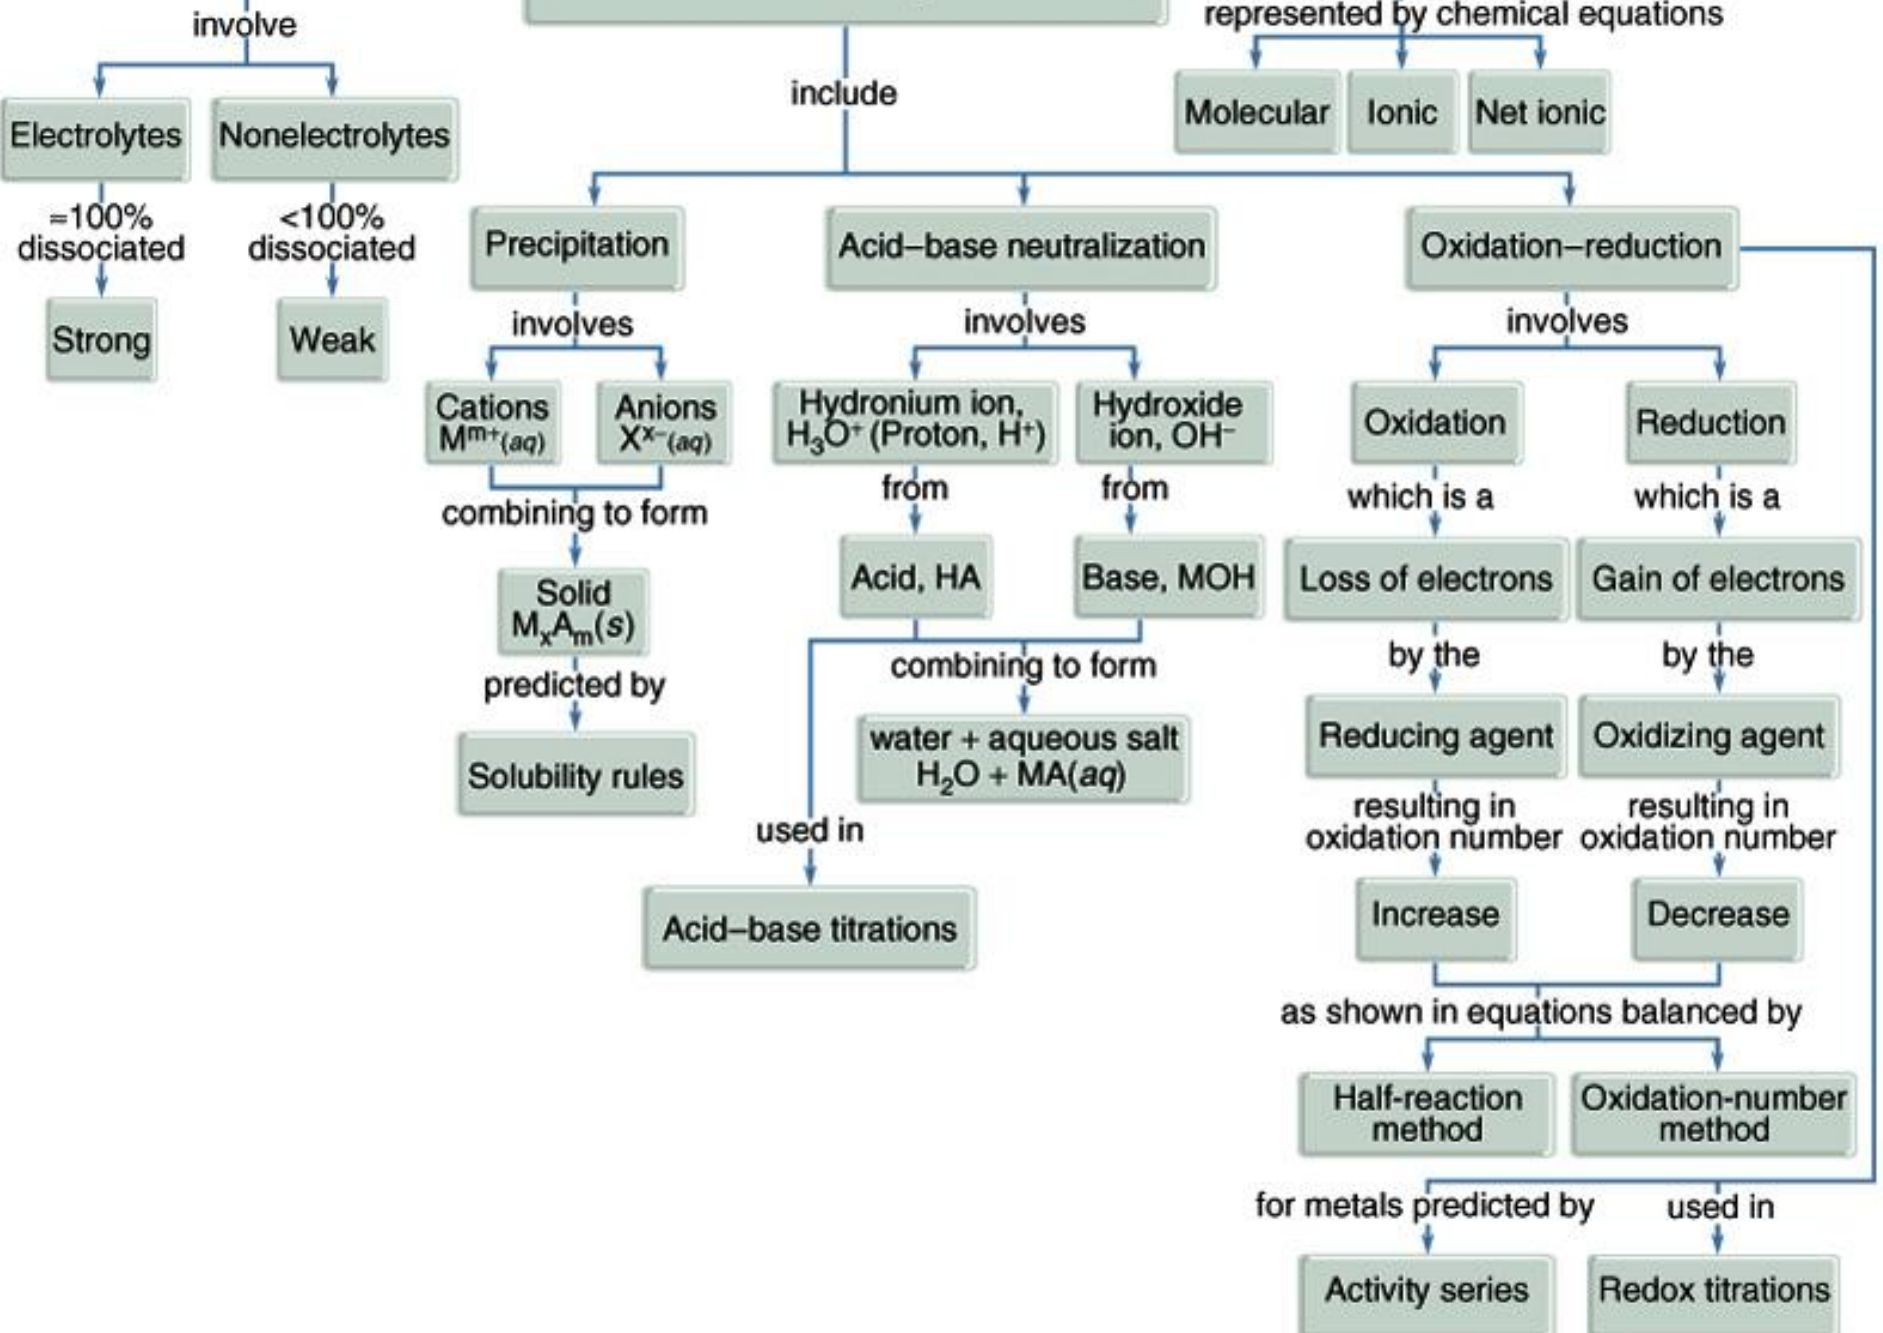 involve
represented by chemical equations
include
Molecular
Ionic
Net ionic
Electrolytes
Nonelectrolytes
=100%
dissociated
<100%
dissociated
Strong
Weak
Precipitation
Acid–base neutralization
Oxidation–reduction
involves
involves
involves
Cations
Mᵐ⁺(aq)
Anions
Xˣ⁻(aq)
Hydronium ion,
H₃O⁺ (Proton, H⁺)
Hydroxide
ion, OH⁻
Oxidation
Reduction
combining to form
from
from
which is a
which is a
Solid
MₓAₘ(s)
Acid, HA
Base, MOH
Loss of electrons
Gain of electrons
predicted by
combining to form
by the
by the
Solubility rules
water + aqueous salt
H₂O + MA(aq)
Reducing agent
Oxidizing agent
used in
resulting in
oxidation number
resulting in
oxidation number
Acid–base titrations
Increase
Decrease
as shown in equations balanced by
Half-reaction
method
Oxidation-number
method
for metals predicted by
used in
Activity series
Redox titrations